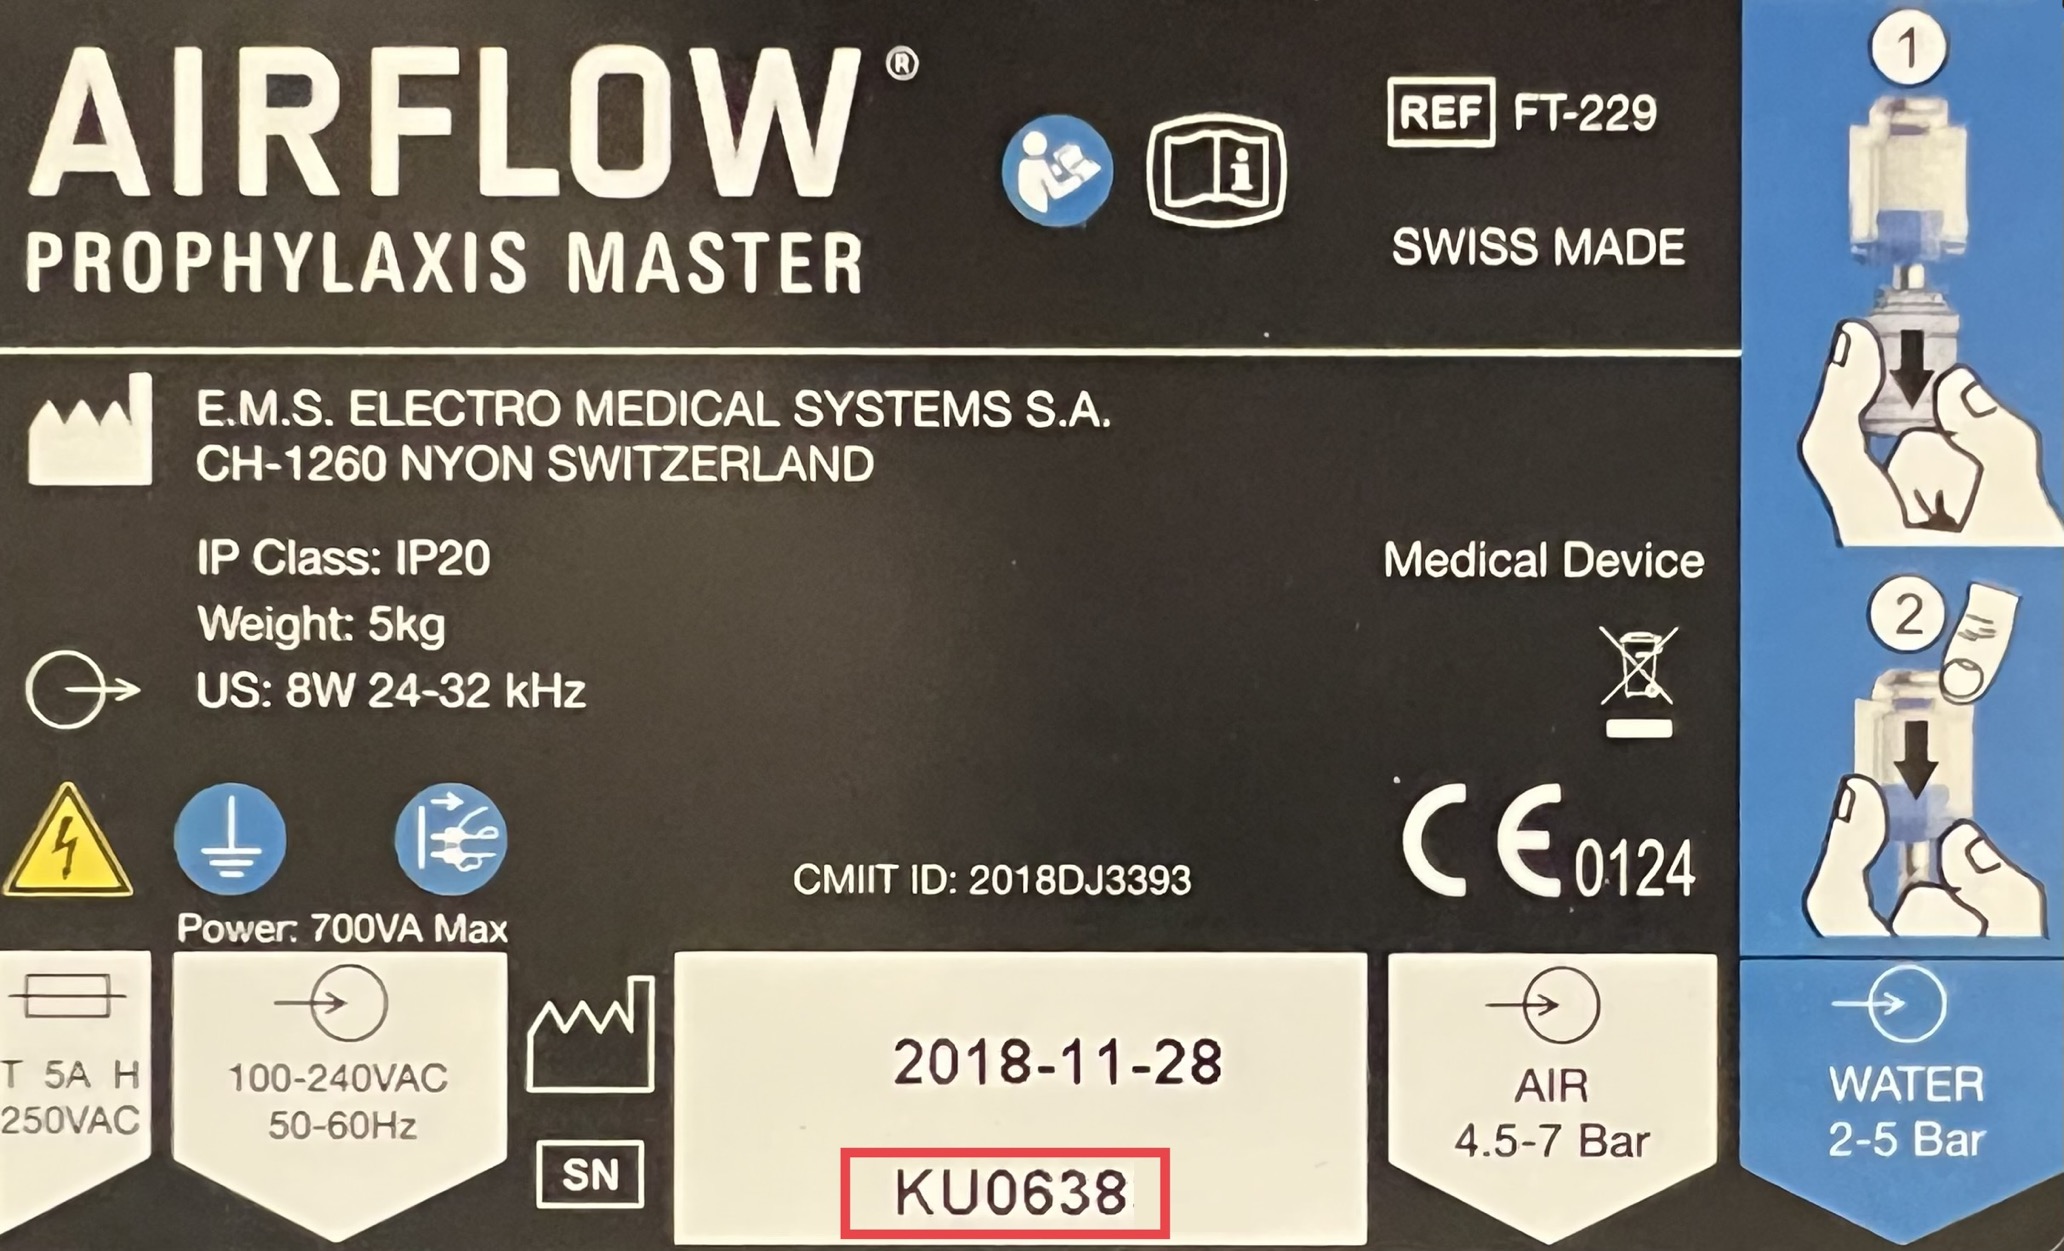 AIRFLOW®
PROPHYLAXIS MASTER
REF FT-229
SWISS MADE
E.M.S. ELECTRO MEDICAL SYSTEMS S.A.
CH-1260 NYON SWITZERLAND
IP Class: IP20
Weight: 5kg
US: 8W 24-32 kHz
Medical Device
CMIIT ID: 2018DJ3393
CE 0124
Power: 700VA Max
T 5A H
250VAC
100-240VAC
50-60Hz
2018-11-28
SN KU0638
AIR
4.5-7 Bar
1
2
WATER
2-5 Bar